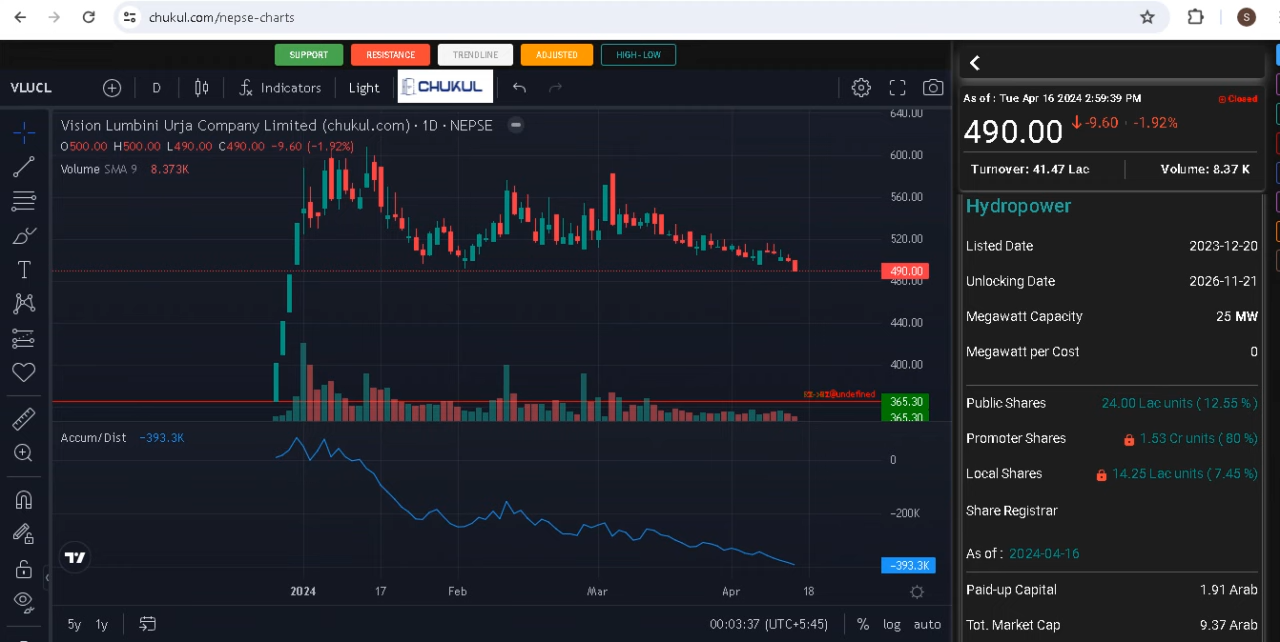 chukul.com/nepse-charts
S
SUPPORT RESISTANCE TRENDLINE ADJUSTED HIGH - LOW
VLUCL D fx Indicators Light CHUKUL
Vision Lumbini Urja Company Limited (chukul.com) · 1D · NEPSE
O500.00 H500.00 L490.00 C490.00 −9.60 (−1.92%)
Volume SMA 9 8.373K
640.00
600.00
560.00
520.00
490.00
480.00
440.00
400.00
365.30
365.30
Accum/Dist −393.3K
0
−200K
−393.3K
2024 17 Feb Mar Apr 18
5y 1y 00:03:37 (UTC+5:45) % log auto
As of : Tue Apr 16 2024 2:59:39 PM Closed
490.00 -9.60 · -1.92%
Turnover: 41.47 Lac Volume: 8.37 K
Hydropower
Listed Date 2023-12-20
Unlocking Date 2026-11-21
Megawatt Capacity 25 MW
Megawatt per Cost 0
Public Shares 24.00 Lac units ( 12.55 %)
Promoter Shares 1.53 Cr units ( 80 %)
Local Shares 14.25 Lac units ( 7.45 %)
Share Registrar
As of : 2024-04-16
Paid-up Capital 1.91 Arab
Tot. Market Cap 9.37 Arab